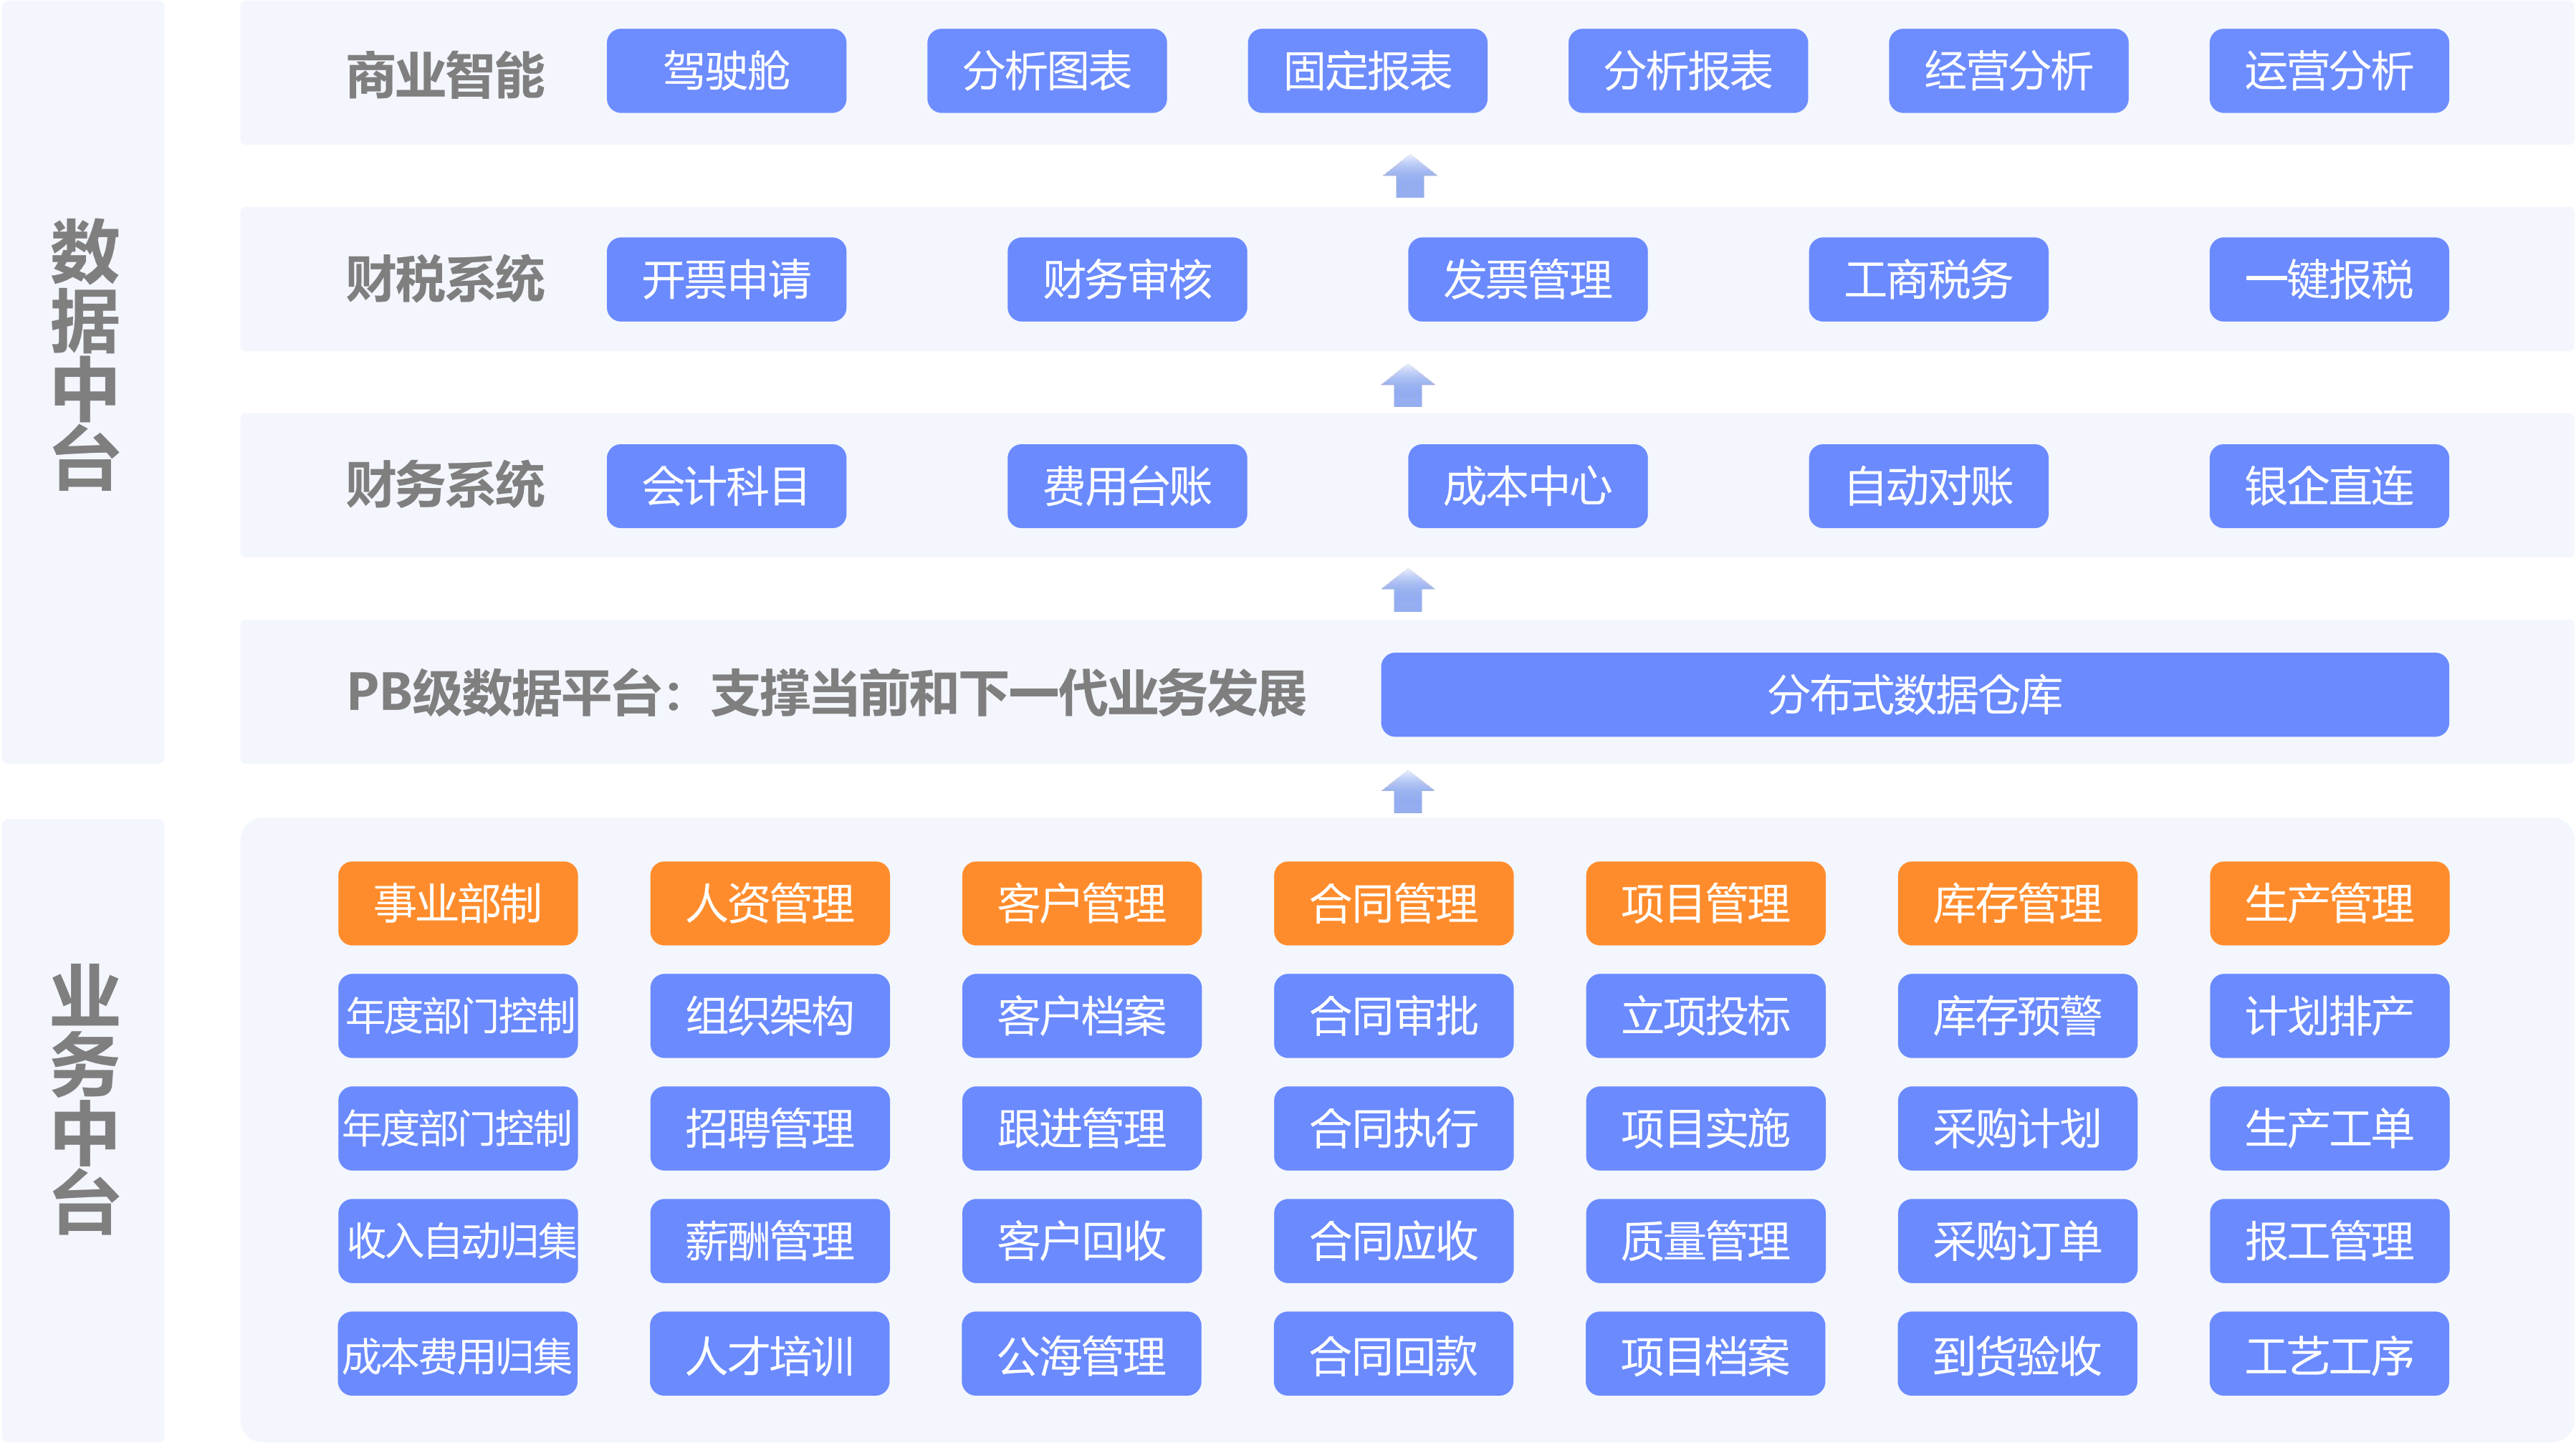 数据中台
商业智能
驾驶舱
分析图表
固定报表
分析报表
经营分析
运营分析
财税系统
开票申请
财务审核
发票管理
工商税务
一键报税
财务系统
会计科目
费用台账
成本中心
自动对账
银企直连
PB级数据平台：支撑当前和下一代业务发展
分布式数据仓库
业务中台
事业部制
人资管理
客户管理
合同管理
项目管理
库存管理
生产管理
年度部门控制
组织架构
客户档案
合同审批
立项投标
库存预警
计划排产
年度部门控制
招聘管理
跟进管理
合同执行
项目实施
采购计划
生产工单
收入自动归集
薪酬管理
客户回收
合同应收
质量管理
采购订单
报工管理
成本费用归集
人才培训
公海管理
合同回款
项目档案
到货验收
工艺工序